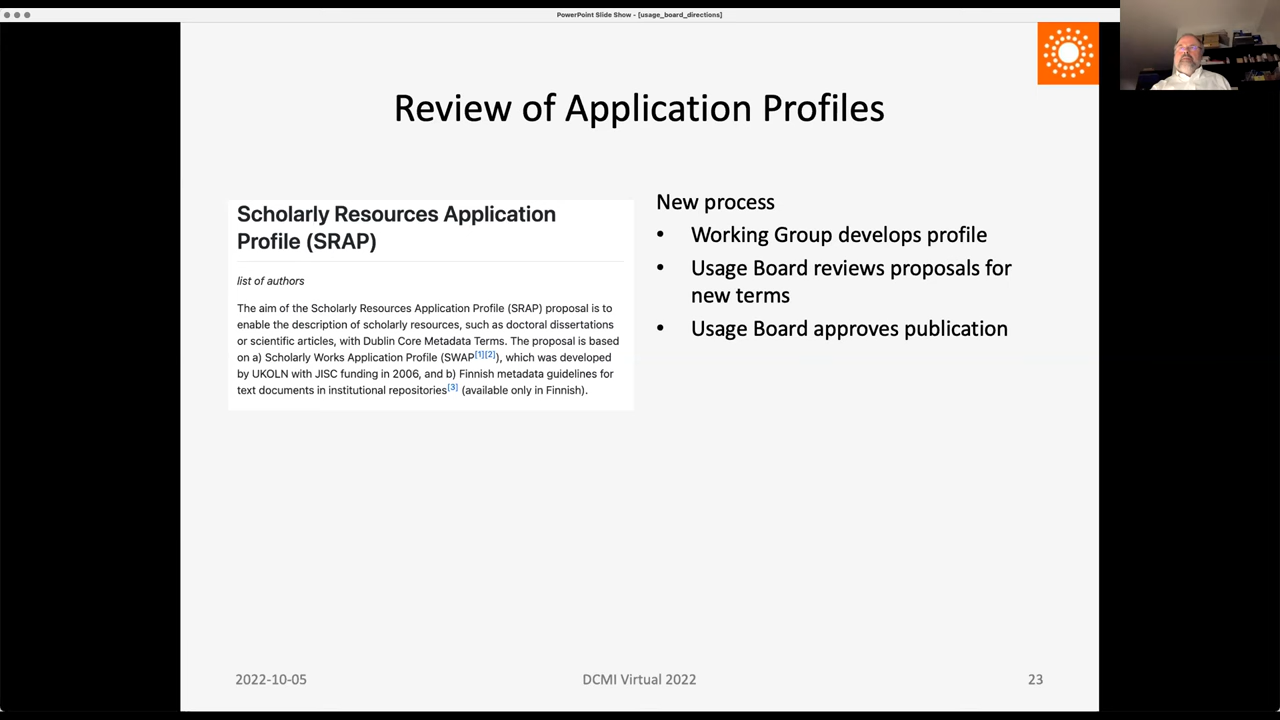 PowerPoint Slide Show - [usage_board_directions]
Review of Application Profiles
Scholarly Resources Application
Profile (SRAP)
list of authors
The aim of the Scholarly Resources Application Profile (SRAP) proposal is to
enable the description of scholarly resources, such as doctoral dissertations
or scientific articles, with Dublin Core Metadata Terms. The proposal is based
on a) Scholarly Works Application Profile (SWAP[1][2]), which was developed
by UKOLN with JISC funding in 2006, and b) Finnish metadata guidelines for
text documents in institutional repositories[3] (available only in Finnish).
New process
• Working Group develops profile
• Usage Board reviews proposals for
new terms
• Usage Board approves publication
2022-10-05
DCMI Virtual 2022
23